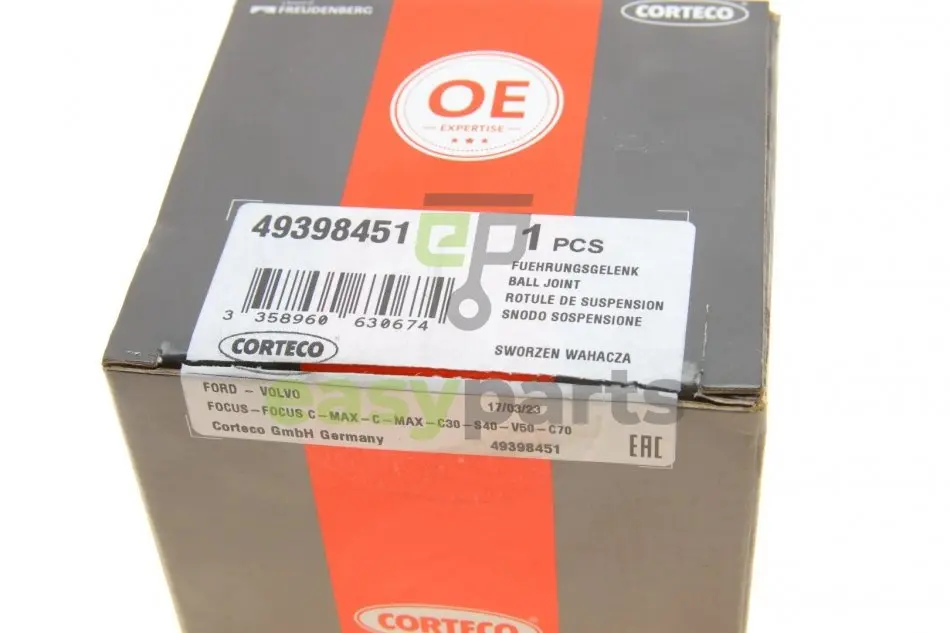 FREUDENBERG
CORTECO
OE
EXPERTISE
49398451
1 PCS
FUEHRUNGSGELENK
BALL JOINT
ROTULE DE SUSPENSION
SNODO SOSPENSIONE
3 358960 630674
CORTECO
SWORZEN WAHACZA
ep
easyparts
FORD - VOLVO
17/03/23
FOCUS-FOCUS C-MAX-C-MAX-C30-S40-V50-C70
Corteco GmbH Germany
49398451
EAC
CORTECO